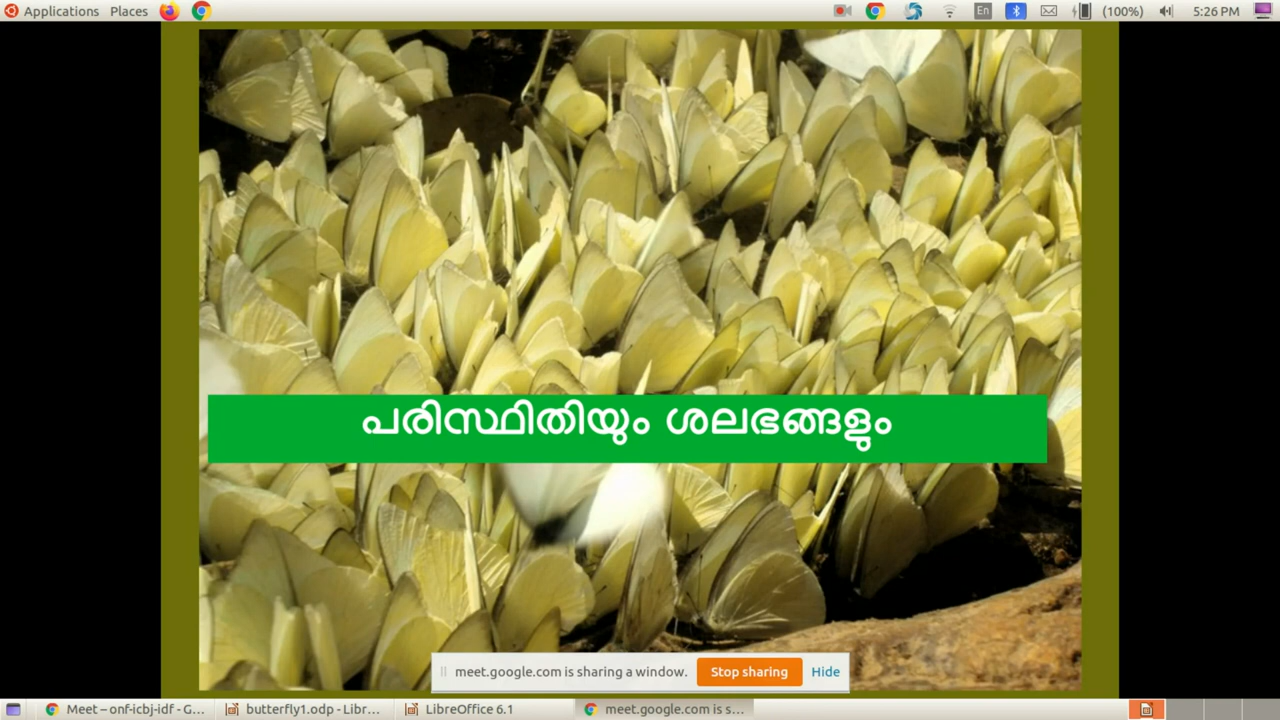 Applications Places En (100%) 5:26 PM
പരിസ്ഥിതിയും ശലഭങ്ങളും
meet.google.com is sharing a window. Stop sharing Hide
Meet – onf-icbj-idf - G... butterfly1.odp - Libr... LibreOffice 6.1 meet.google.com is s...